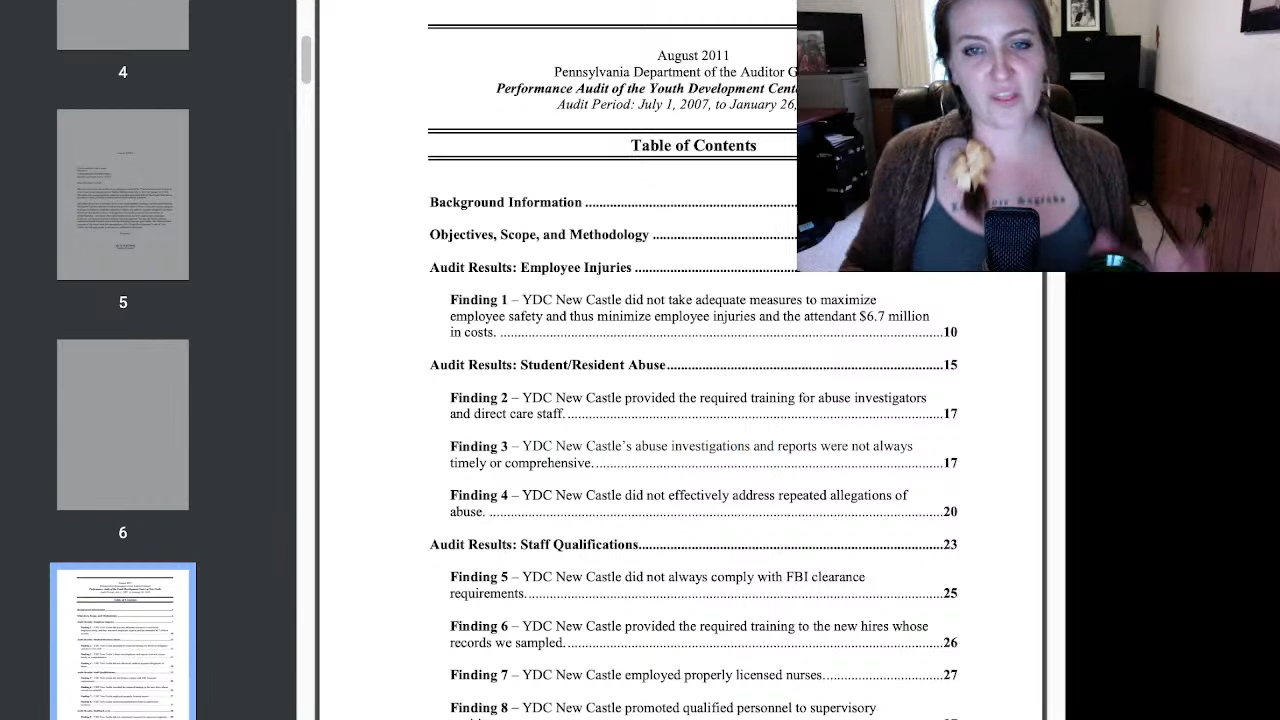 4
5
6
August 2011
Pennsylvania Department of the Auditor G
Performance Audit of the Youth Development Cent
Audit Period: July 1, 2007, to January 26,
Table of Contents
Background
Objectives, Scope, and Methodology
Audit Results: Employee Injuries
Finding 1 – YDC New Castle did not take adequate measures to maximize
employee safety and thus minimize employee injuries and the attendant $6.7 million
in costs. 10
Audit Results: Student/Resident Abuse 15
Finding 2 – YDC New Castle provided the required training for abuse investigators
and direct care staff. 17
Finding 3 – YDC New Castle's abuse investigations and reports were not always
timely or comprehensive. 17
Finding 4 – YDC New Castle did not effectively address repeated allegations of
abuse. 20
Audit Results: Staff Qualifications 23
Finding 5 – YDC New Castle did not always comply with FBI clearance
requirements. 25
Finding 6 – YDC New Castle provided the required training to new hires whose
records we 26
Finding 7 – YDC New Castle employed properly licensed 27
Finding 8 – YDC New Castle promoted qualified personnel to supervisory